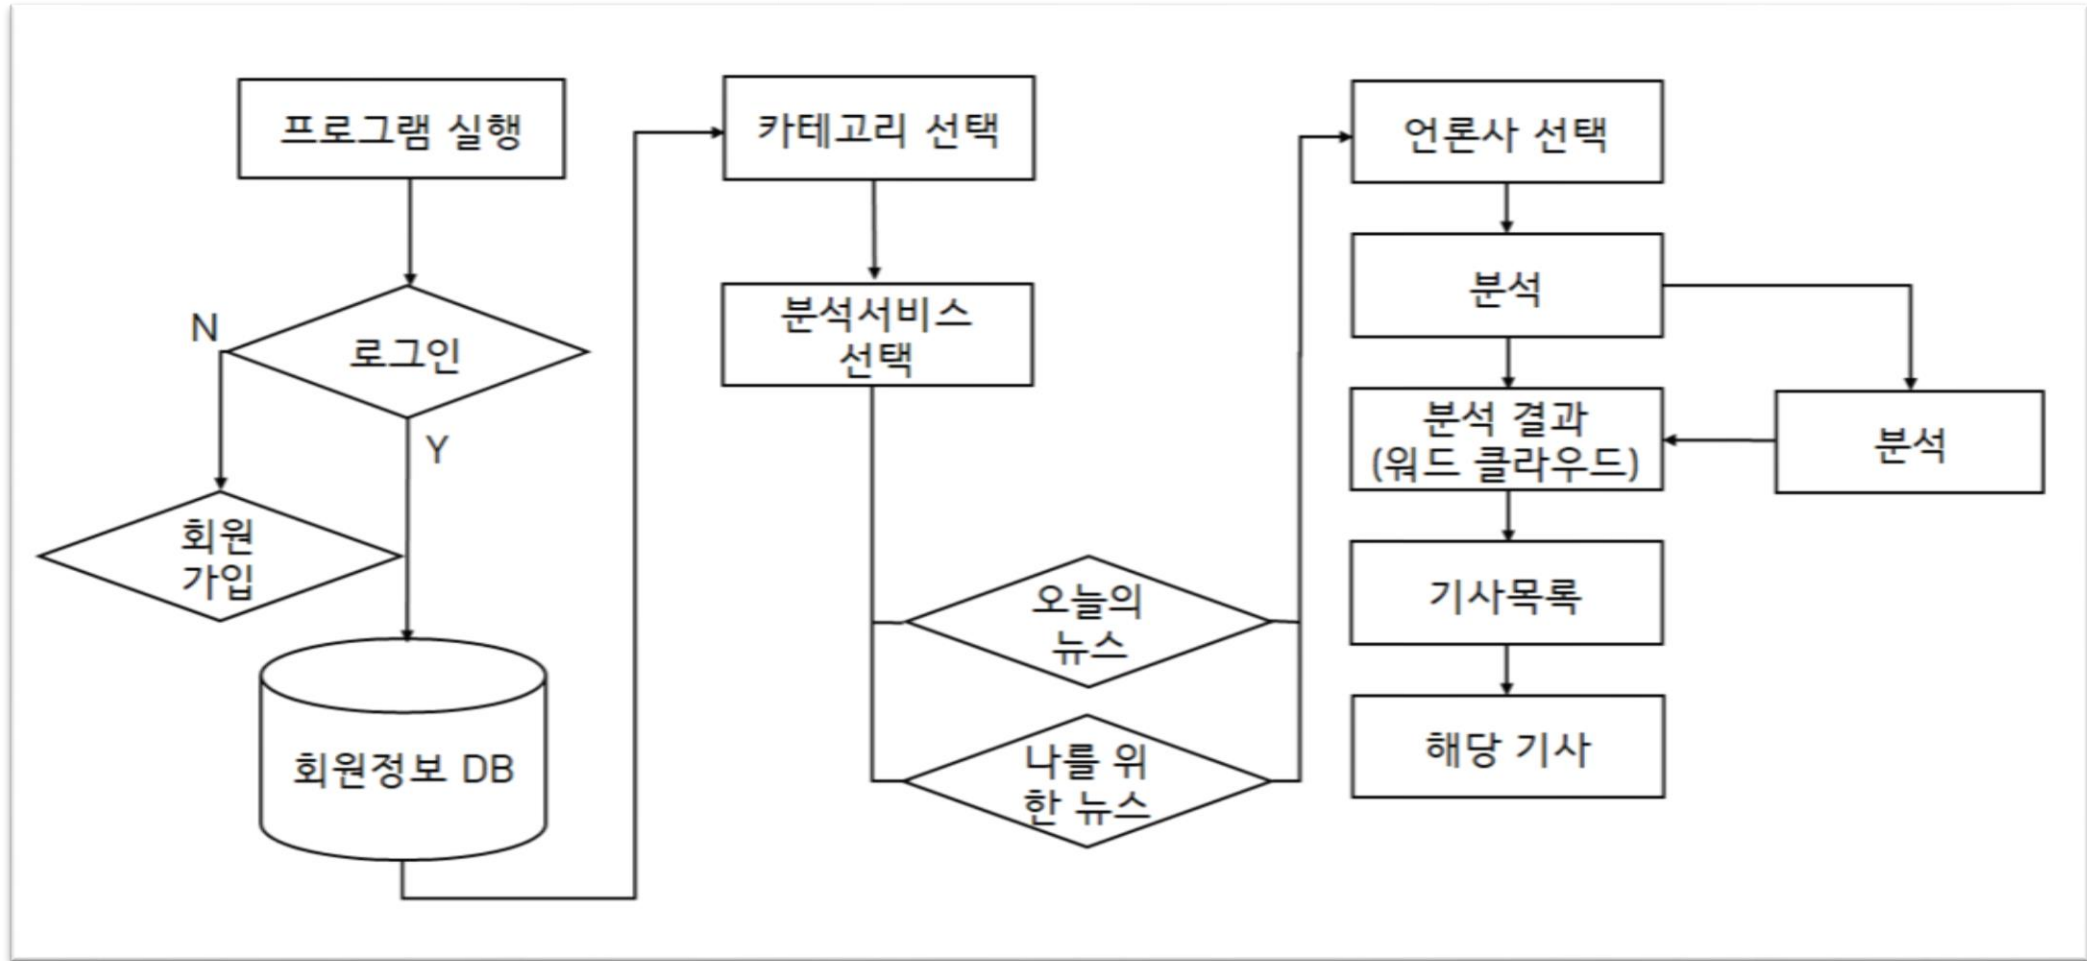 프로그램 실행
N
로그인
Y
회원
가입
회원정보 DB
카테고리 선택
분석서비스
선택
오늘의
뉴스
나를 위
한 뉴스
언론사 선택
분석
분석 결과
(워드 클라우드)
분석
기사목록
해당 기사